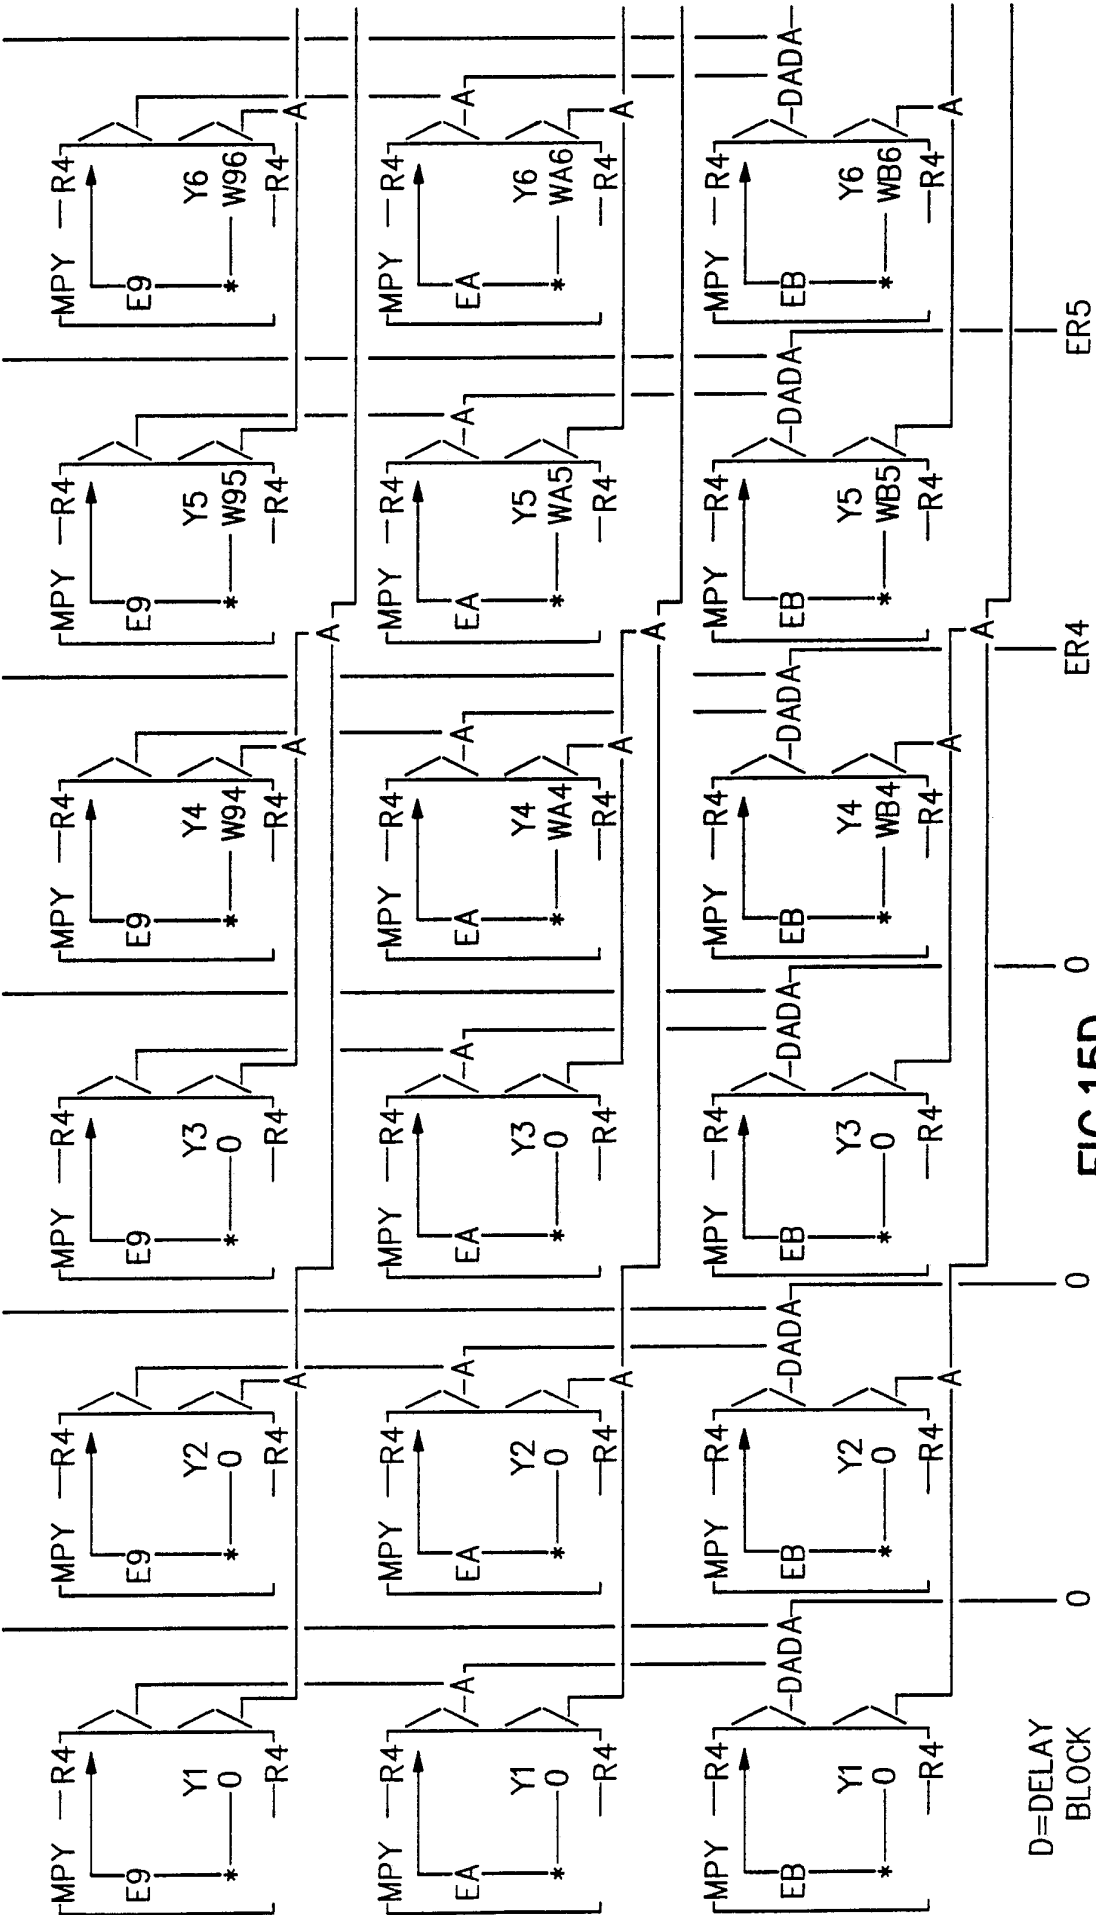 MPY R4 MPY R4 MPY R4 MPY R4 MPY R4 MPY R4
E9 E9 E9 E9 E9 E9
Y1 Y2 Y3 Y4 Y5 Y6
* 0 * 0 * 0 * W94 * W95 * W96
R4 R4 R4 R4 R4 R4
A A A
A
MPY R4 MPY R4 MPY R4 MPY R4 MPY R4 MPY R4
EA A EA A EA A EA A EA A EA A
Y1 Y2 Y3 Y4 Y5 Y6
* 0 * 0 * 0 * WA4 * WA5 * WA6
R4 R4 R4 R4 R4 R4
A A A
A
MPY R4 MPY R4 MPY R4 MPY R4 MPY R4 MPY R4
EB DADA EB DADA EB DADA EB DADA EB DADA EB DADA
Y1 Y2 Y3 Y4 Y5 Y6
* 0 * 0 * 0 * WB4 * WB5 * WB6
R4 R4 R4 R4 R4 R4
A A A
A
D=DELAY
BLOCK 0 0 0 ER4 ER5
FIG.15D